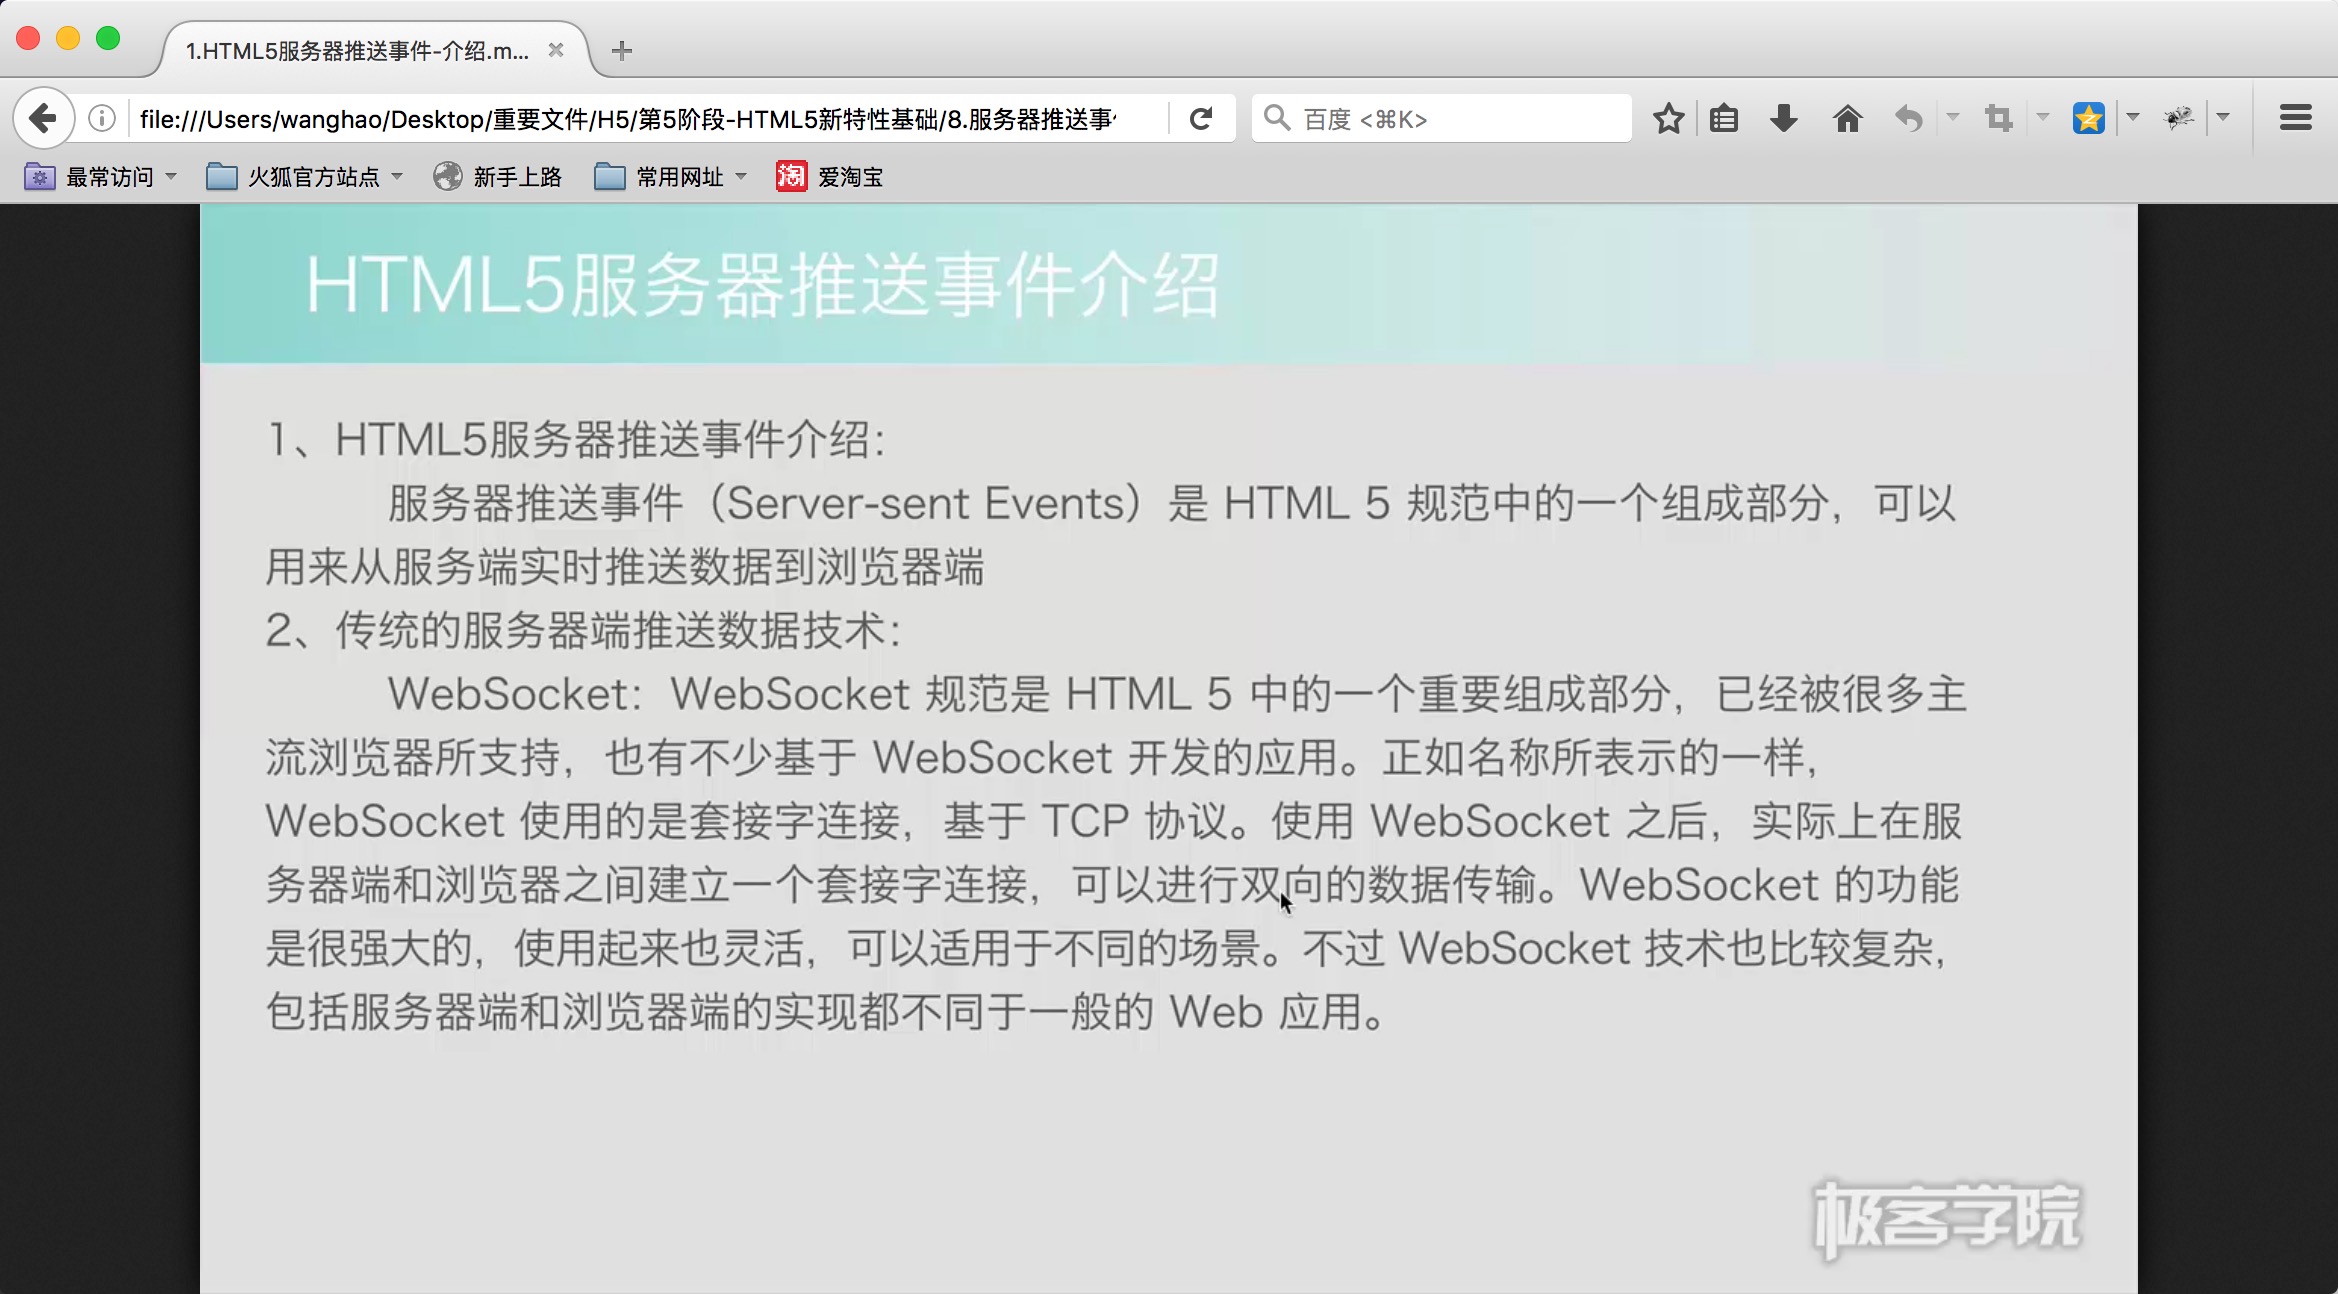 1.HTML5服务器推送事件-介绍.m...
file:///Users/wanghao/Desktop/重要文件/H5/第5阶段-HTML5新特性基础/8.服务器推送事
百度 <⌘K>
最常访问
火狐官方站点
新手上路
常用网址
淘
爱淘宝
HTML5服务器推送事件介绍
1、HTML5服务器推送事件介绍：
服务器推送事件（Server-sent Events）是 HTML 5 规范中的一个组成部分，可以
用来从服务端实时推送数据到浏览器端
2、传统的服务器端推送数据技术：
WebSocket：WebSocket 规范是 HTML 5 中的一个重要组成部分，已经被很多主
流浏览器所支持，也有不少基于 WebSocket 开发的应用。正如名称所表示的一样，
WebSocket 使用的是套接字连接，基于 TCP 协议。使用 WebSocket 之后，实际上在服
务器端和浏览器之间建立一个套接字连接，可以进行双向的数据传输。WebSocket 的功能
是很强大的，使用起来也灵活，可以适用于不同的场景。不过 WebSocket 技术也比较复杂，
包括服务器端和浏览器端的实现都不同于一般的 Web 应用。
极客学院